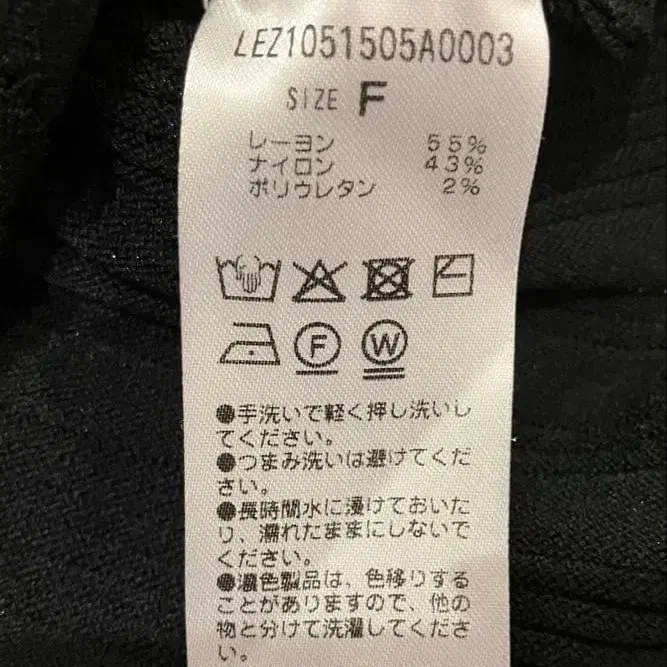 LEZ1051505A0003
SIZE F
レーヨン 55%
ナイロン 43%
ポリウレタン 2%
F W
●手洗いで軽く押し洗いし
てください。
●つまみ洗いは避けてくだ
さい。
●長時間水に浸けておいた
り、濡れたままにしないで
ください。
●濃色製品は、色移りする
ことがありますので、他の
物と分けて洗濯してくださ
い。